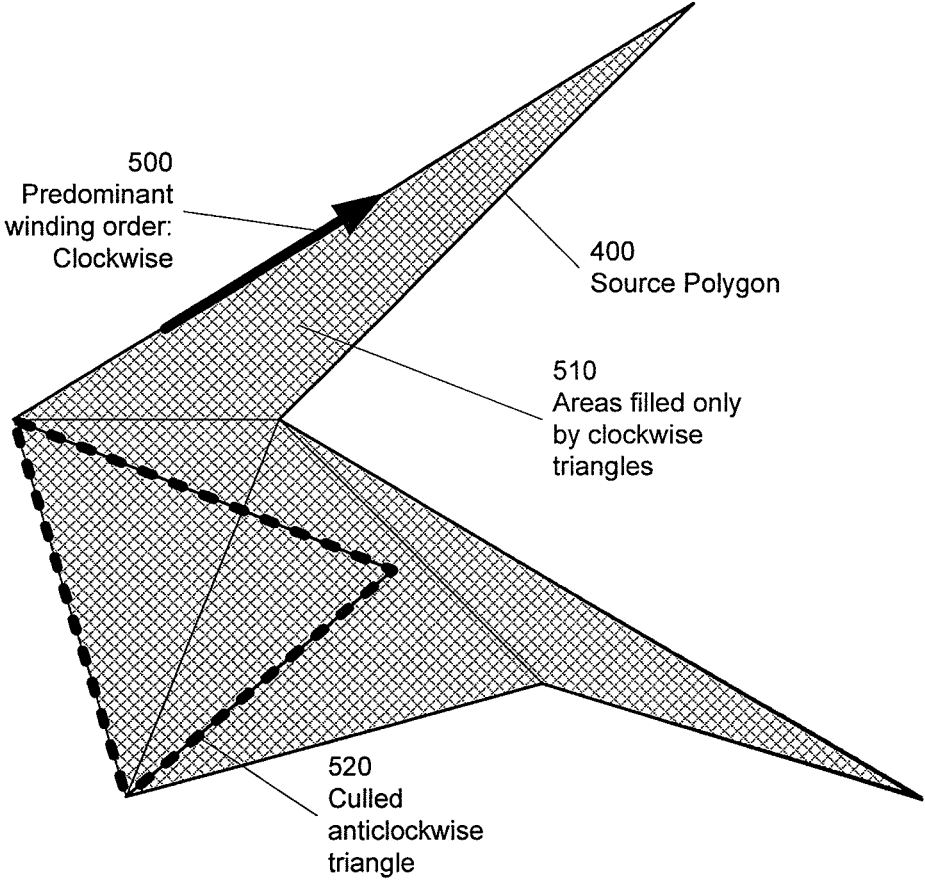 500
Predominant
winding order:
Clockwise
400
Source Polygon
510
Areas filled only
by clockwise
triangles
520
Culled
anticlockwise
triangle